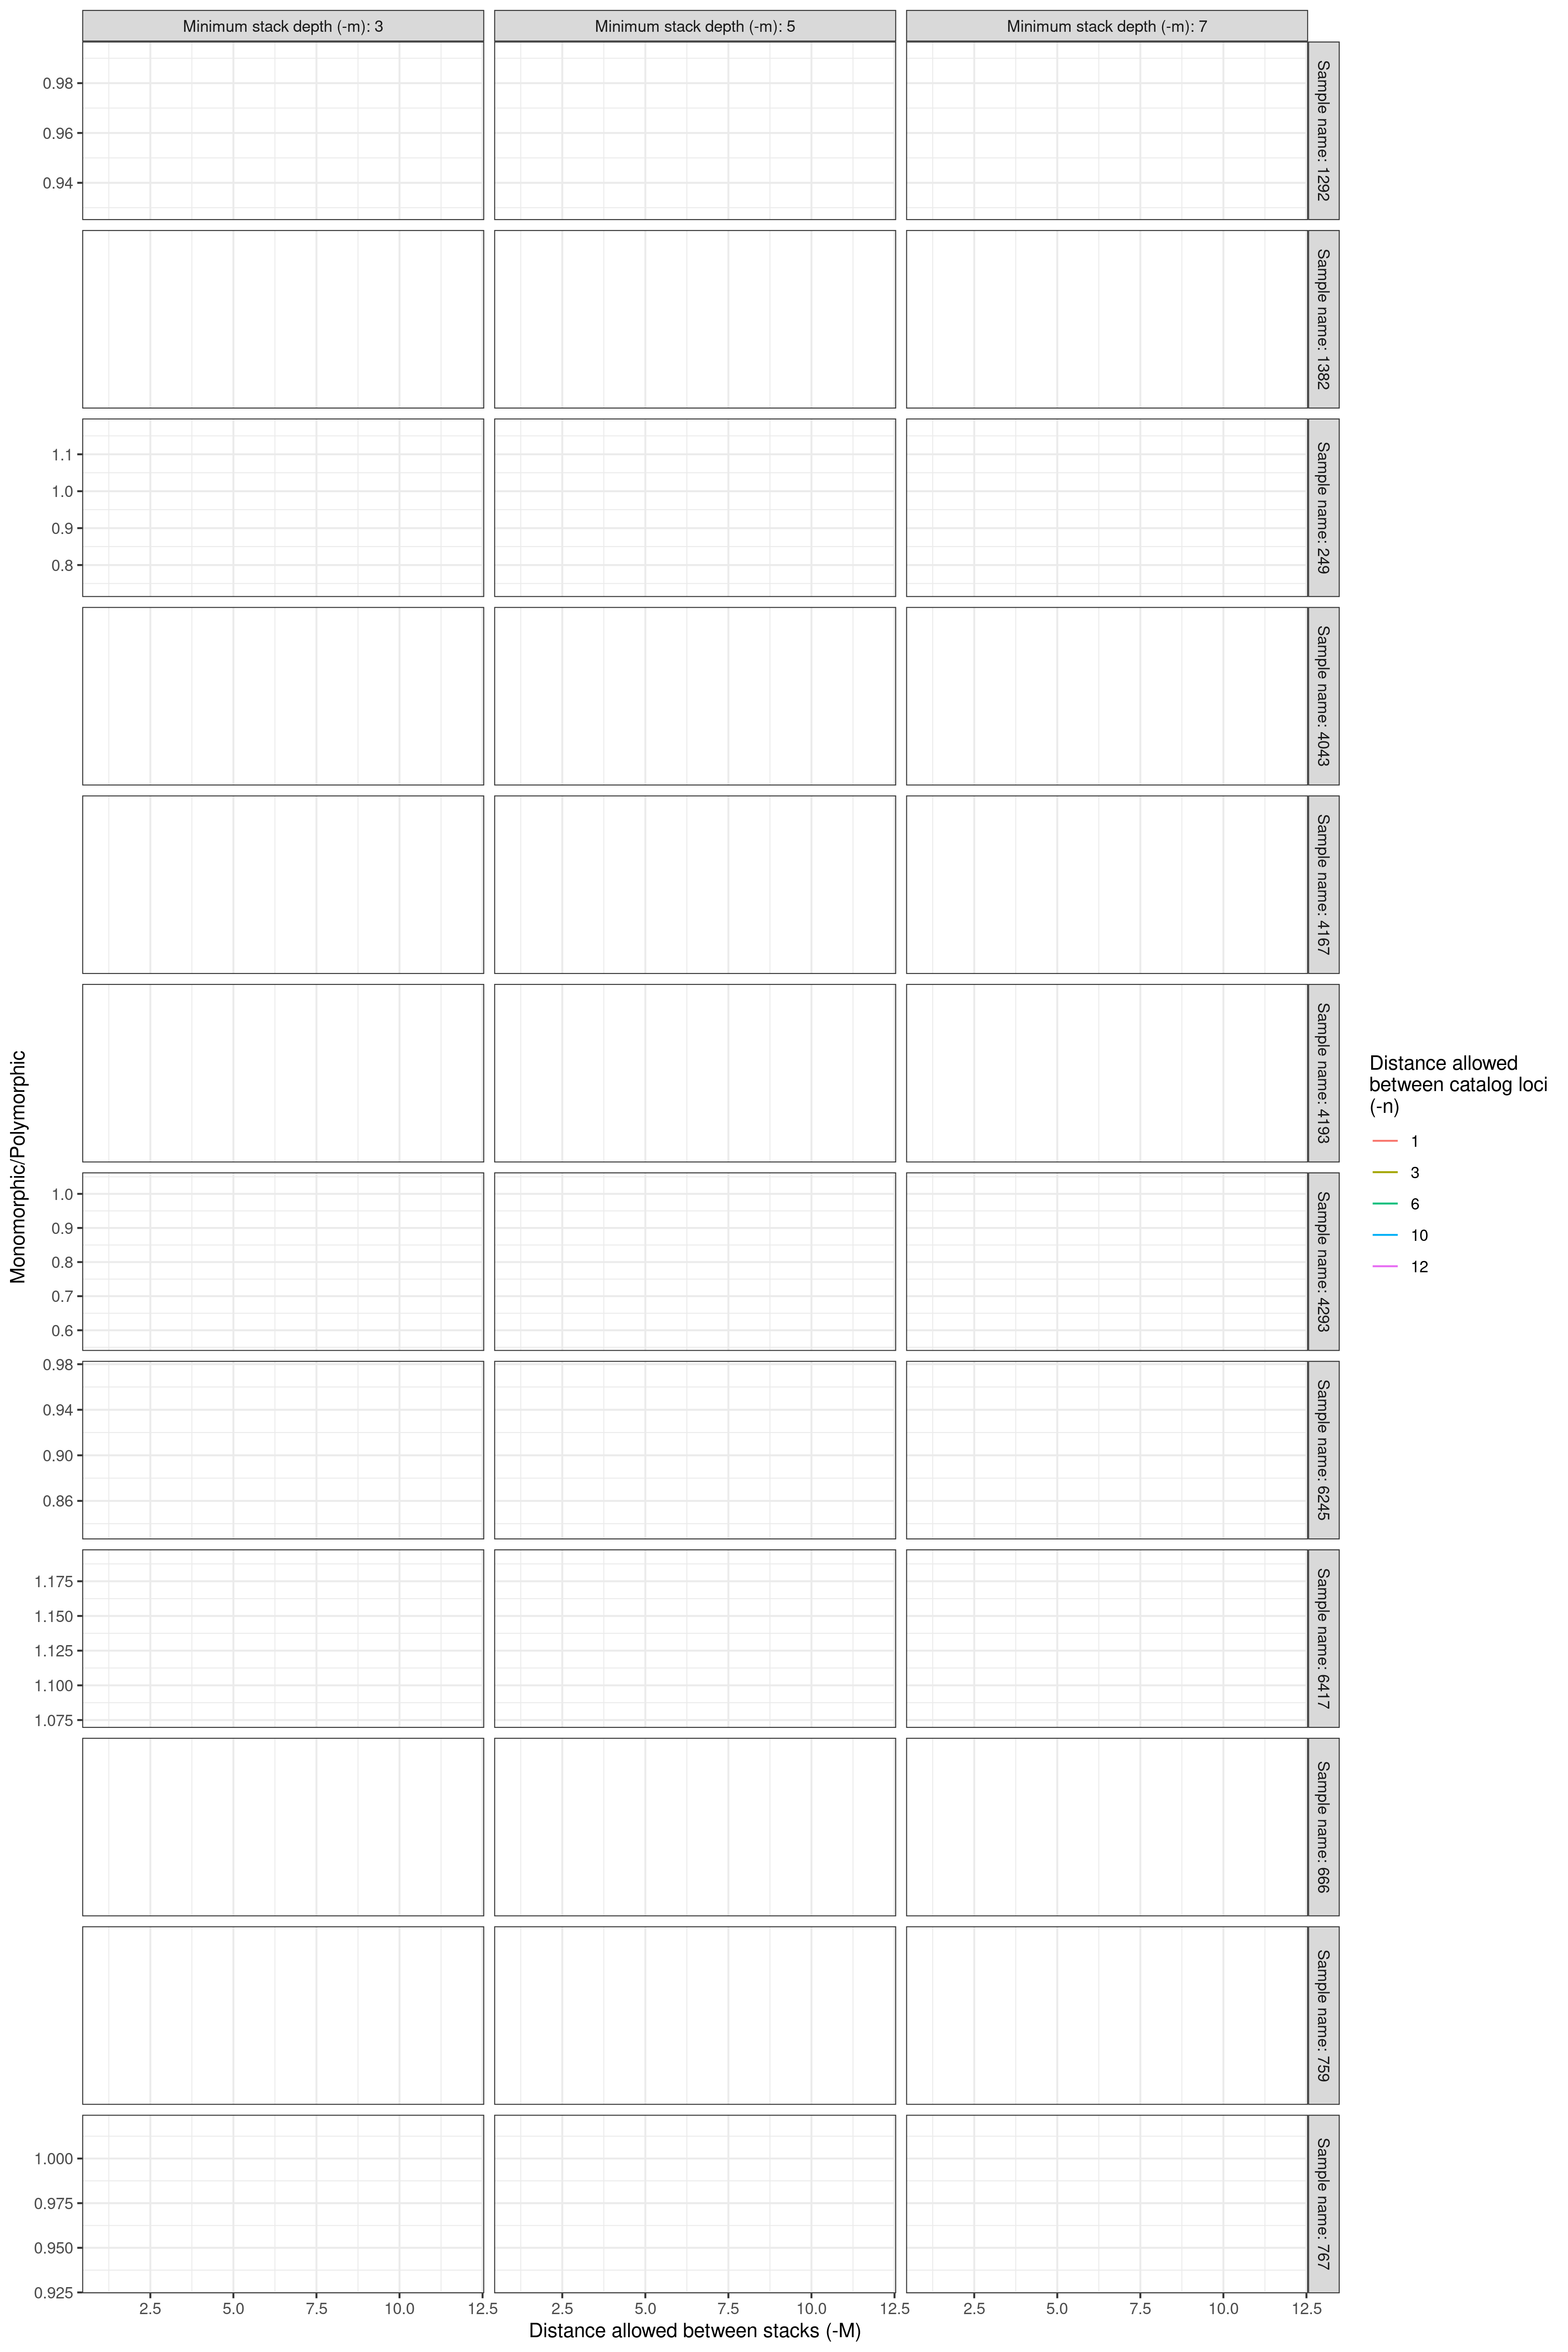 Minimum stack depth (-m): 3
Minimum stack depth (-m): 5
Minimum stack depth (-m): 7
0.98
0.96
0.94
Sample name: 1292
Sample name: 1382
1.1
1.0
0.9
0.8
Sample name: 249
Sample name: 4043
Sample name: 4167
Sample name: 4193
1.0
0.9
0.8
0.7
0.6
Sample name: 4293
0.98
0.94
0.90
0.86
Sample name: 6245
1.175
1.150
1.125
1.100
1.075
Sample name: 6417
Sample name: 666
Sample name: 759
1.000
0.975
0.950
0.925
Sample name: 767
2.5 5.0 7.5 10.0 12.5
2.5 5.0 7.5 10.0 12.5
2.5 5.0 7.5 10.0 12.5
Distance allowed between stacks (-M)
Monomorphic/Polymorphic
Distance allowed
between catalog loci
(-n)
1
3
6
10
12